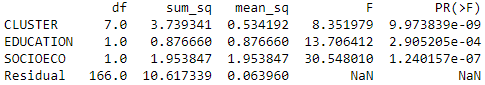 df sum_sq mean_sq F PR(>F)
CLUSTER 7.0 3.739341 0.534192 8.351979 9.973839e-09
EDUCATION 1.0 0.876660 0.876660 13.706412 2.905205e-04
SOCIOECO 1.0 1.953847 1.953847 30.548010 1.240157e-07
Residual 166.0 10.617339 0.063960 NaN NaN